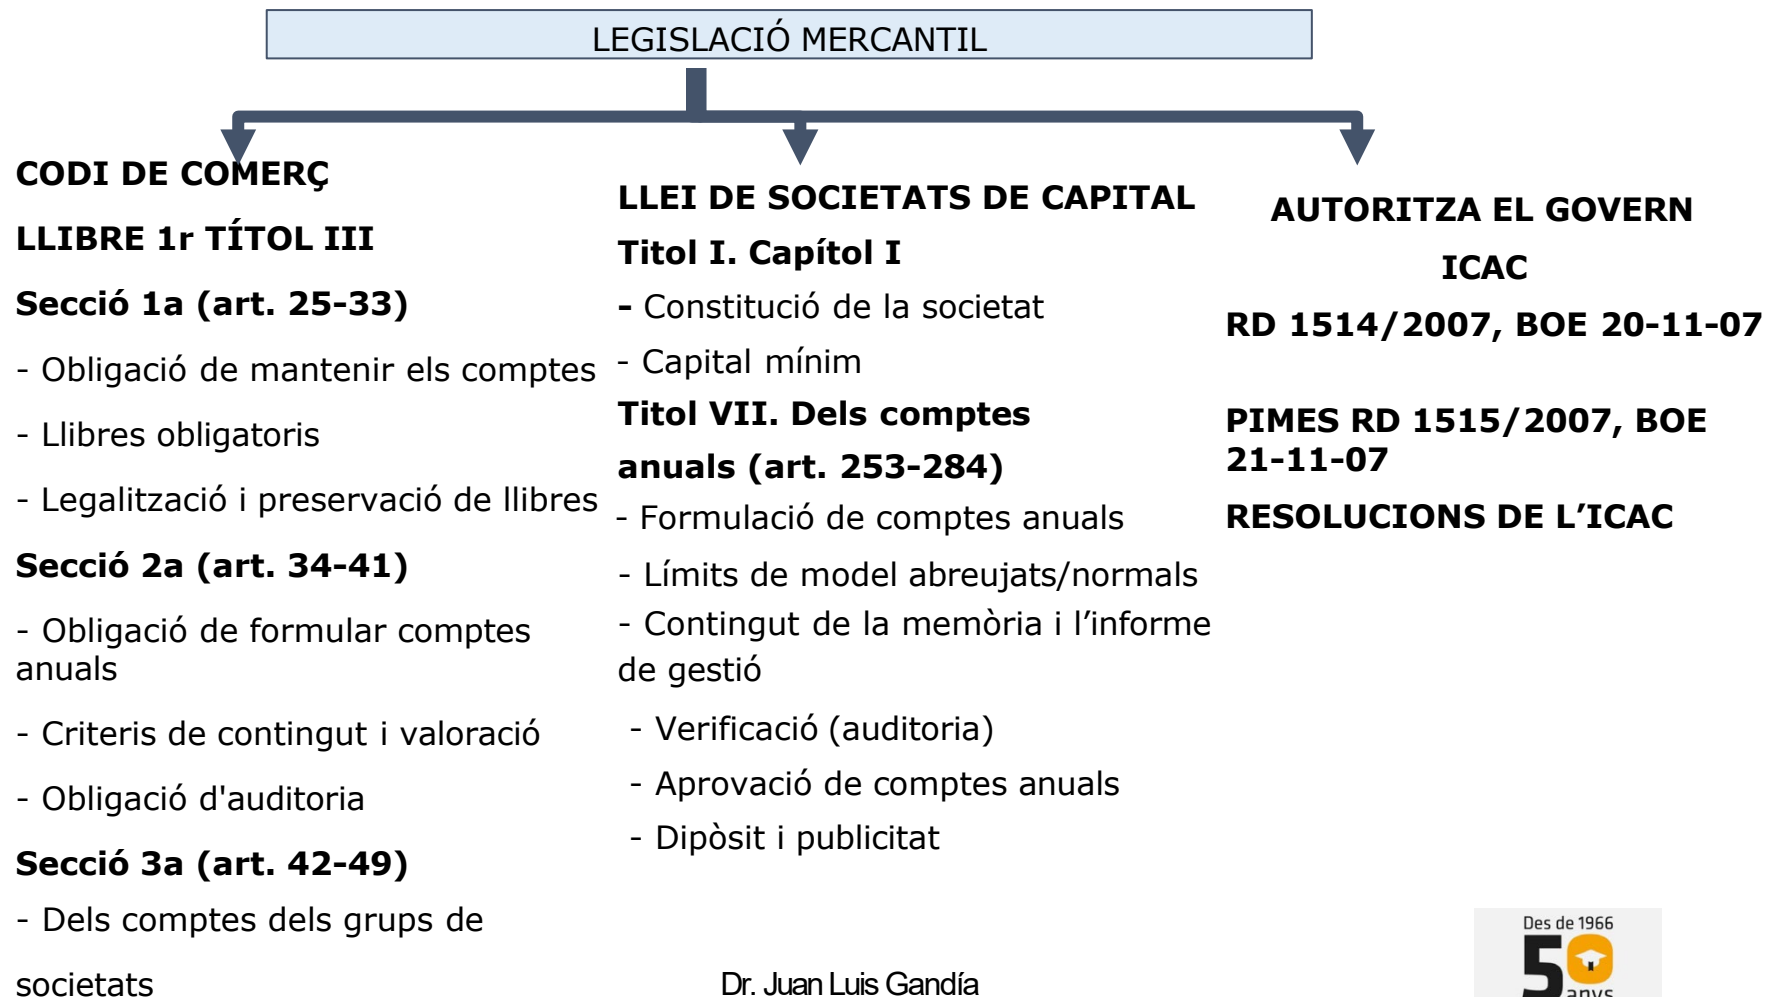 LEGISLACIÓ MERCANTIL
CODI DE COMERÇ
LLIBRE 1r TÍTOL III
Secció 1a (art. 25-33)
- Obligació de mantenir els comptes
- Llibres obligatoris
- Legalització i preservació de llibres
Secció 2a (art. 34-41)
- Obligació de formular comptes
anuals
- Criteris de contingut i valoració
- Obligació d'auditoria
Secció 3a (art. 42-49)
- Dels comptes dels grups de
societats
LLEI DE SOCIETATS DE CAPITAL
Titol I. Capítol I
- Constitució de la societat
- Capital mínim
Titol VII. Dels comptes
anuals (art. 253-284)
- Formulació de comptes anuals
- Límits de model abreujats/normals
- Contingut de la memòria i l’informe
de gestió
- Verificació (auditoria)
- Aprovació de comptes anuals
- Dipòsit i publicitat
AUTORITZA EL GOVERN
ICAC
RD 1514/2007, BOE 20-11-07
PIMES RD 1515/2007, BOE
21-11-07
RESOLUCIONS DE L’ICAC
Dr. Juan Luis Gandía
Des de 1966
50
anys